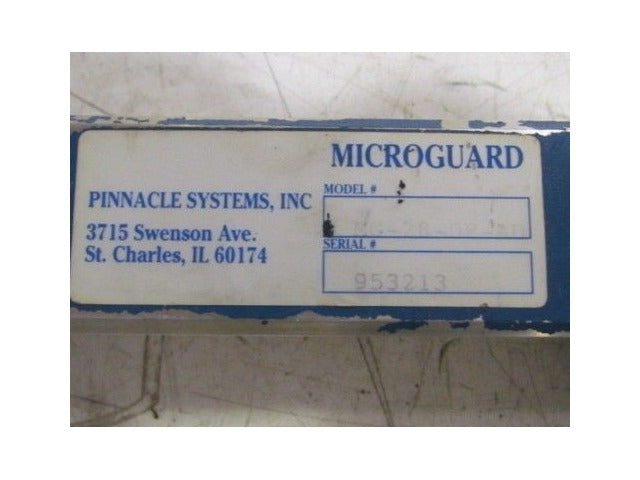 MICROGUARD
PINNACLE SYSTEMS, INC
3715 Swenson Ave.
St. Charles, IL 60174
MODEL #
SERIAL #
953213